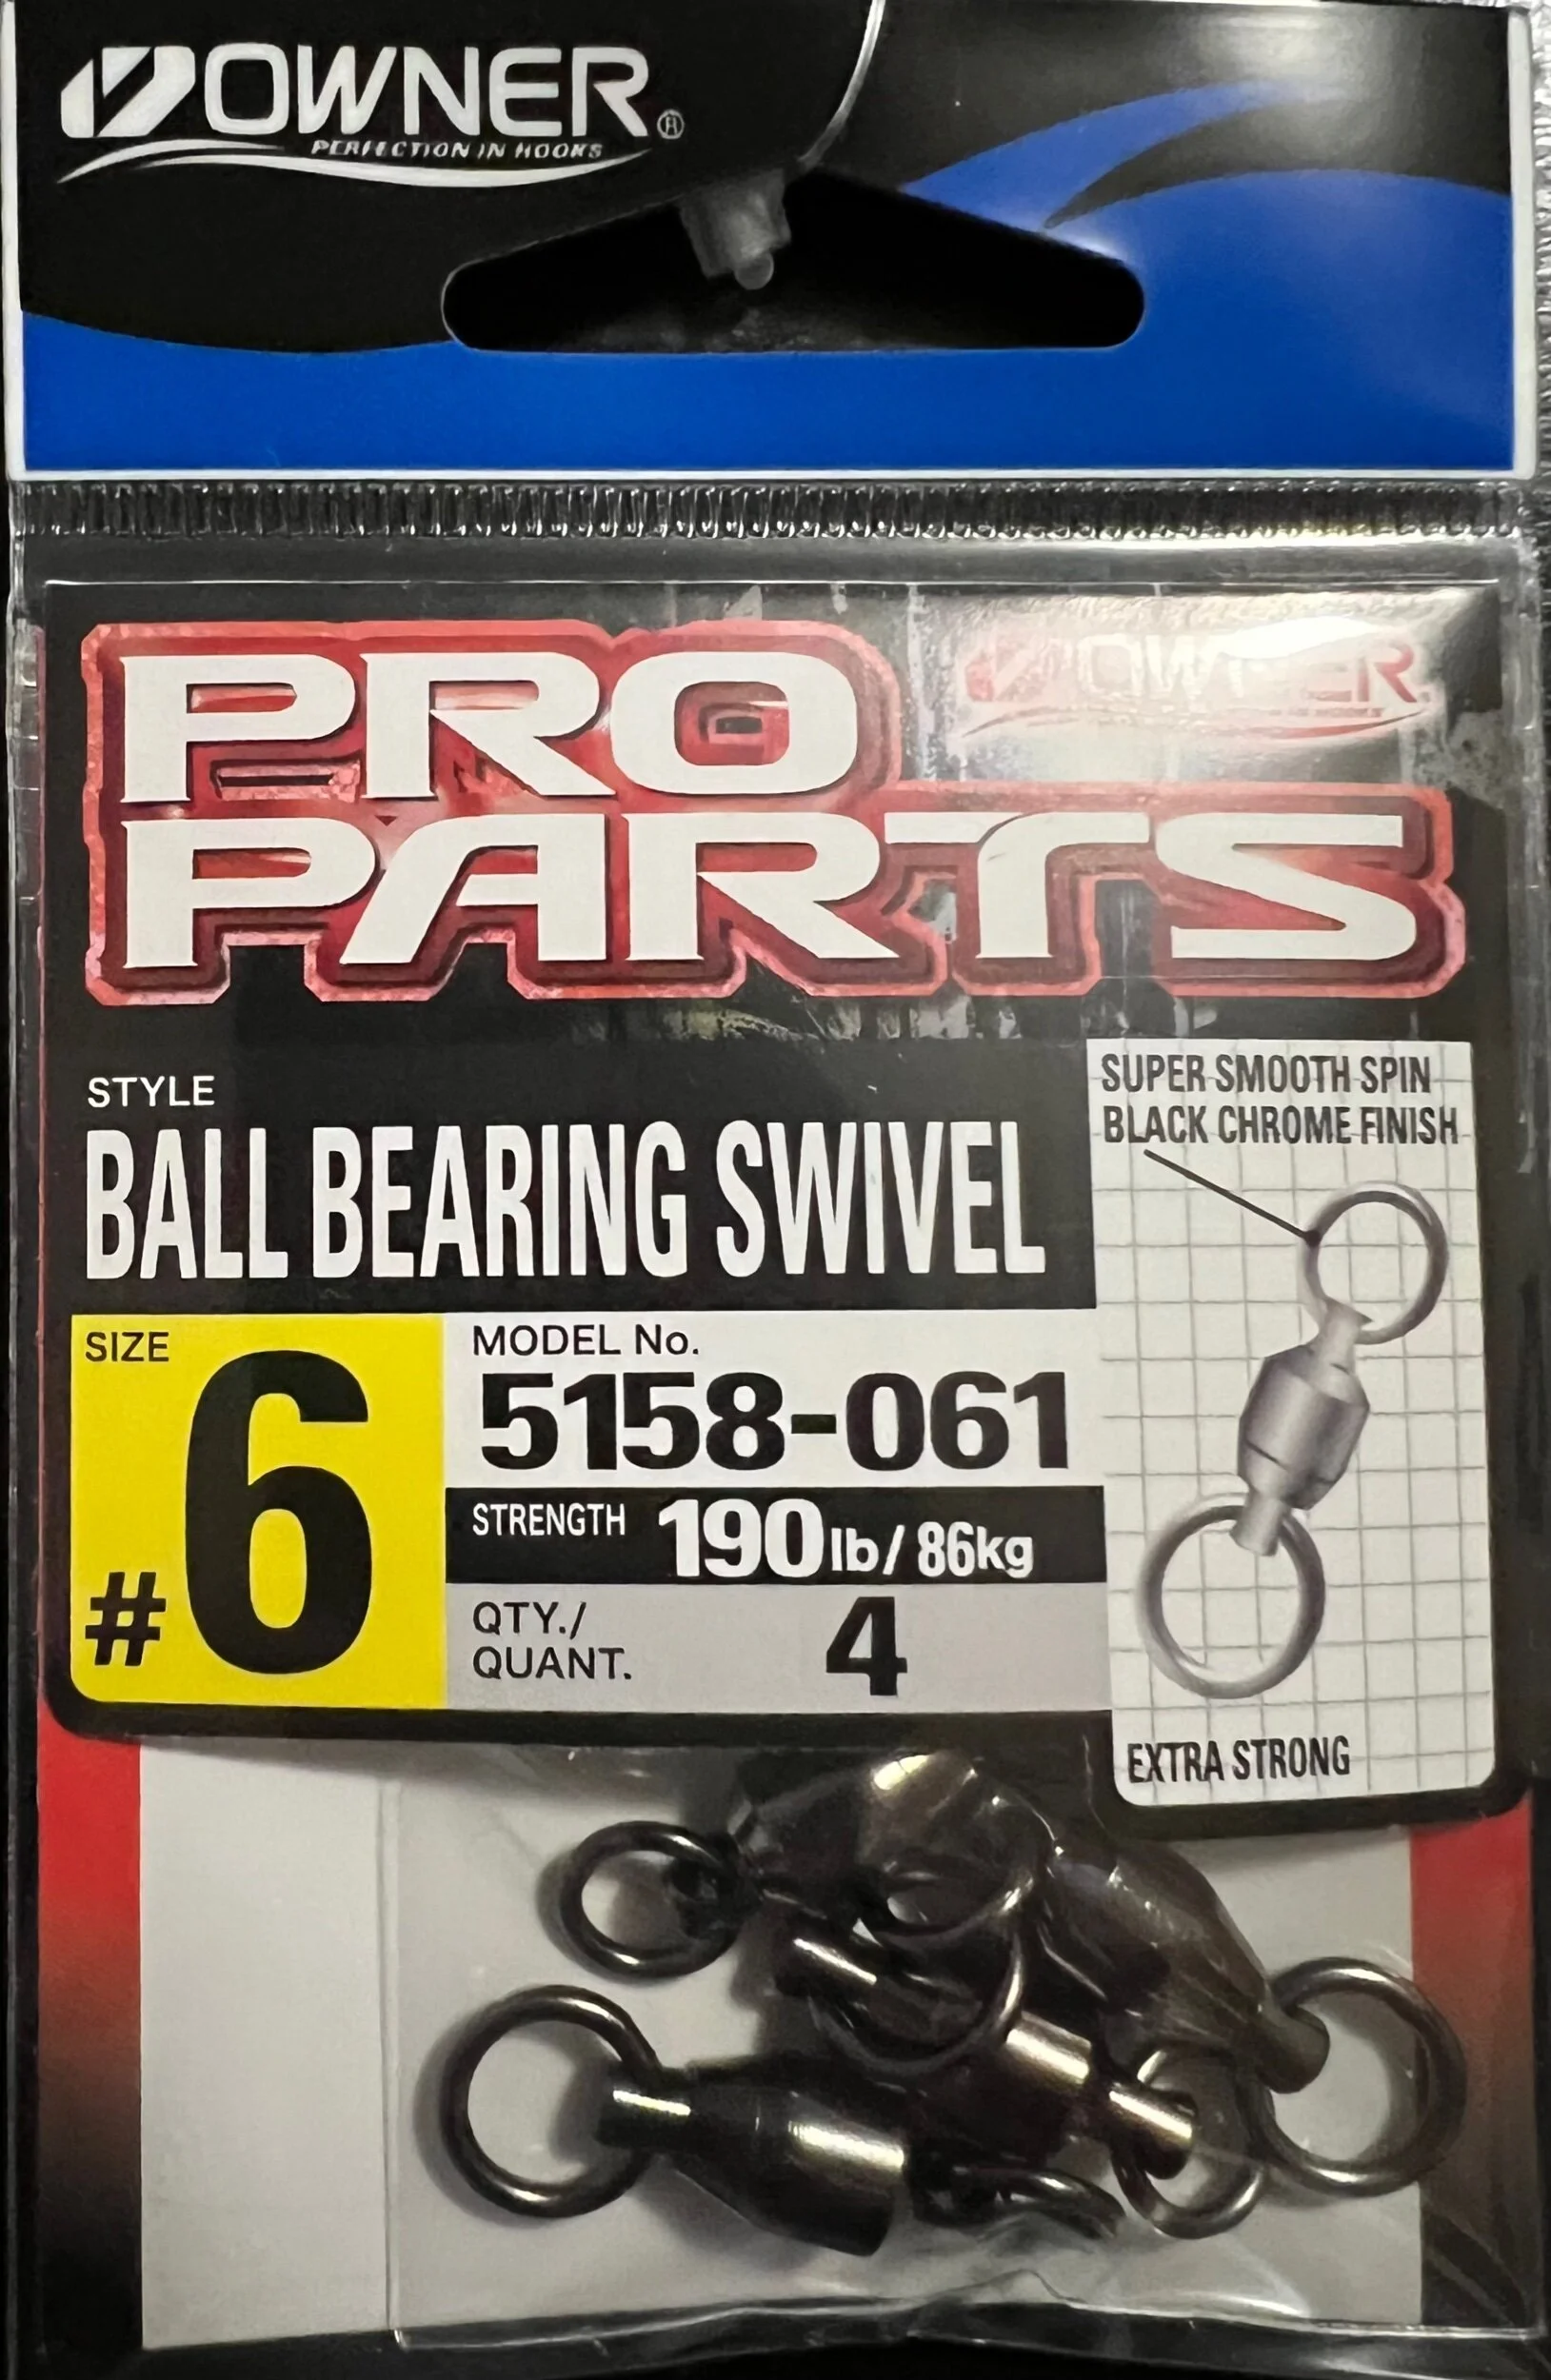 OWNER®
PERFECTION IN HOOKS
PRO
OWNER
PARTS
STYLE
BALL BEARING SWIVEL
SUPER SMOOTH SPIN
BLACK CHROME FINISH
SIZE
#6
MODEL No.
5158-061
STRENGTH 190lb/86kg
QTY./
QUANT.
4
EXTRA STRONG